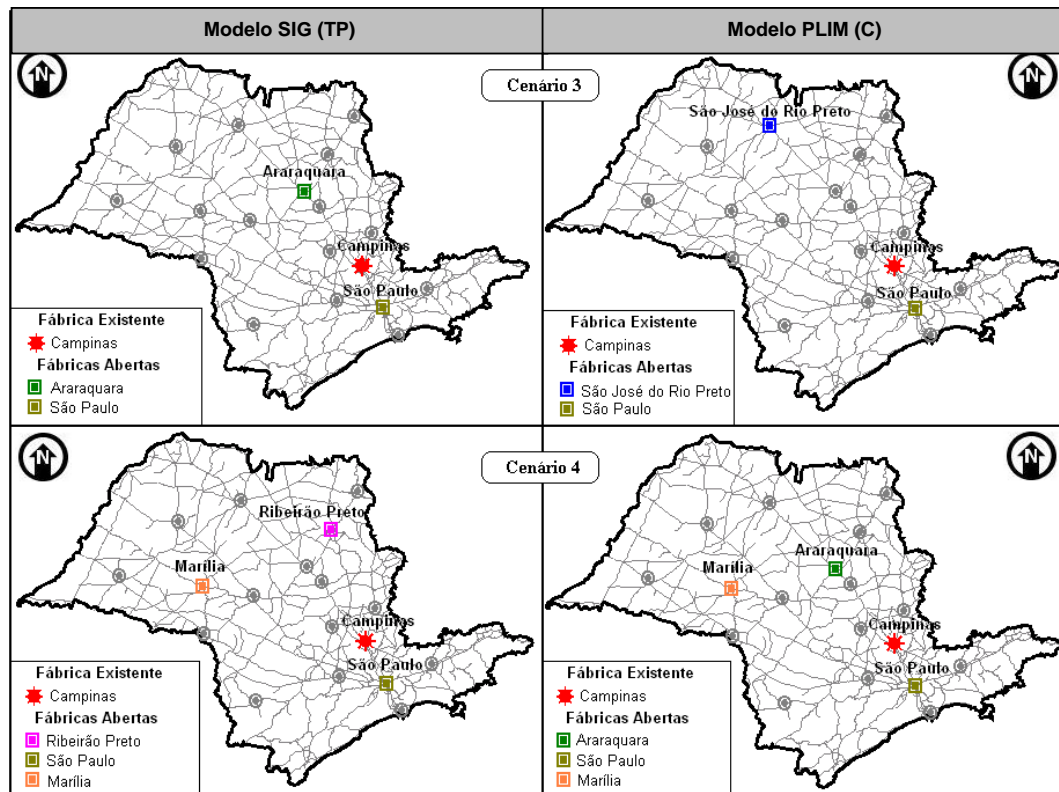 Modelo SIG (TP)
Modelo PLIM (C)
Cenário 3
N
Araraquara
Campinas
São Paulo
Fábrica Existente
Campinas
Fábricas Abertas
Araraquara
São Paulo
N
São José do Rio Preto
Campinas
São Paulo
Fábrica Existente
Campinas
Fábricas Abertas
São José do Rio Preto
São Paulo
Cenário 4
N
Ribeirão Preto
Marília
Campinas
São Paulo
Fábrica Existente
Campinas
Fábricas Abertas
Ribeirão Preto
São Paulo
Marília
N
Araraquara
Marília
Campinas
São Paulo
Fábrica Existente
Campinas
Fábricas Abertas
Araraquara
São Paulo
Marília